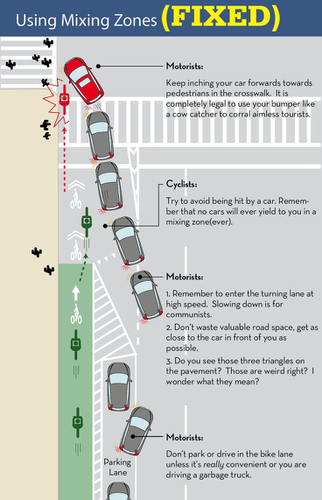 Using Mixing Zones (FIXED)
Motorists:
Keep inching your car forwards towards
pedestrians in the crosswalk. It is
completely legal to use your bumper like
a cow catcher to corral aimless tourists.
Cyclists:
Try to avoid being hit by a car. Remem-
ber that no cars will ever yield to you in a
mixing zone(ever).
Motorists:
1. Remember to enter the turning lane at
high speed. Slowing down is for
communists.
2. Don't waste valuable road space, get as
close to the car in front of you as
possible.
3. Do you see those three triangles on
the pavement? Those are weird right? I
wonder what they mean?
Motorists:
Don't park or drive in the bike lane
unless it's really convenient or you are
driving a garbage truck.
Parking
Lane